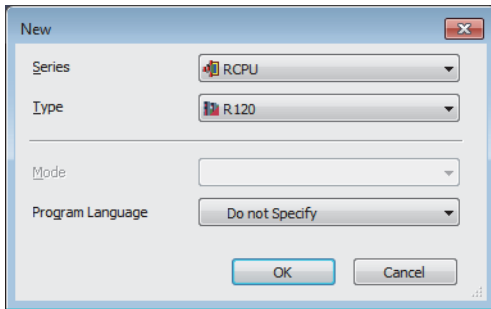 New
Series RCPU
Type R120
Mode
Program Language Do not Specify
OK Cancel